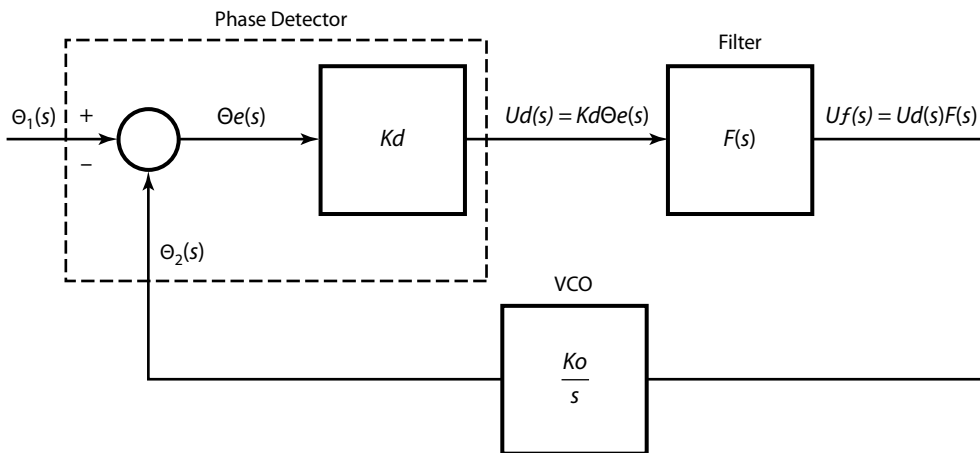 Phase Detector
Filter
Θ₁(s)
+
−
Θe(s)
Kd
Ud(s) = KdΘe(s)
F(s)
Uf(s) = Ud(s)F(s)
Θ₂(s)
VCO
Ko
s